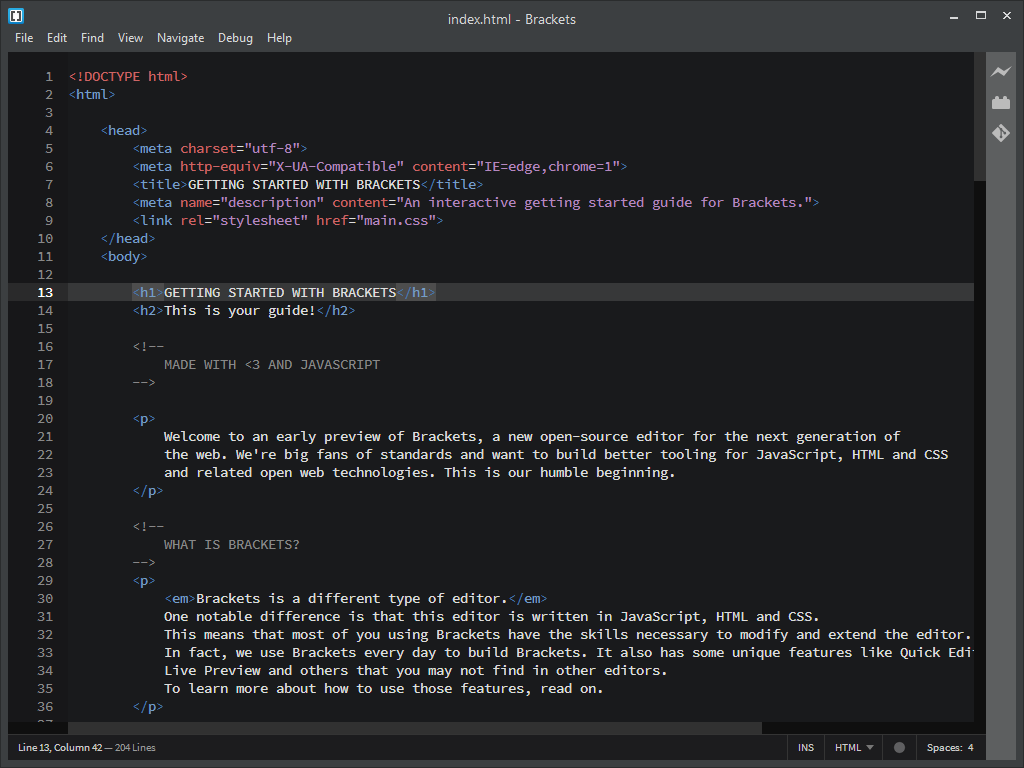 index.html - Brackets
File Edit Find View Navigate Debug Help
1 <!DOCTYPE html>
2 <html>
3
4 <head>
5 <meta charset="utf-8">
6 <meta http-equiv="X-UA-Compatible" content="IE=edge,chrome=1">
7 <title>GETTING STARTED WITH BRACKETS</title>
8 <meta name="description" content="An interactive getting started guide for Brackets.">
9 <link rel="stylesheet" href="main.css">
10 </head>
11 <body>
12
13 <h1>GETTING STARTED WITH BRACKETS</h1>
14 <h2>This is your guide!</h2>
15
16 <!--
17 MADE WITH <3 AND JAVASCRIPT
18 -->
19
20 <p>
21 Welcome to an early preview of Brackets, a new open-source editor for the next generation of
22 the web. We're big fans of standards and want to build better tooling for JavaScript, HTML and CSS
23 and related open web technologies. This is our humble beginning.
24 </p>
25
26 <!--
27 WHAT IS BRACKETS?
28 -->
29 <p>
30 <em>Brackets is a different type of editor.</em>
31 One notable difference is that this editor is written in JavaScript, HTML and CSS.
32 This means that most of you using Brackets have the skills necessary to modify and extend the editor.
33 In fact, we use Brackets every day to build Brackets. It also has some unique features like Quick Edi
34 Live Preview and others that you may not find in other editors.
35 To learn more about how to use those features, read on.
36 </p>
Line 13, Column 42 — 204 Lines INS HTML Spaces: 4